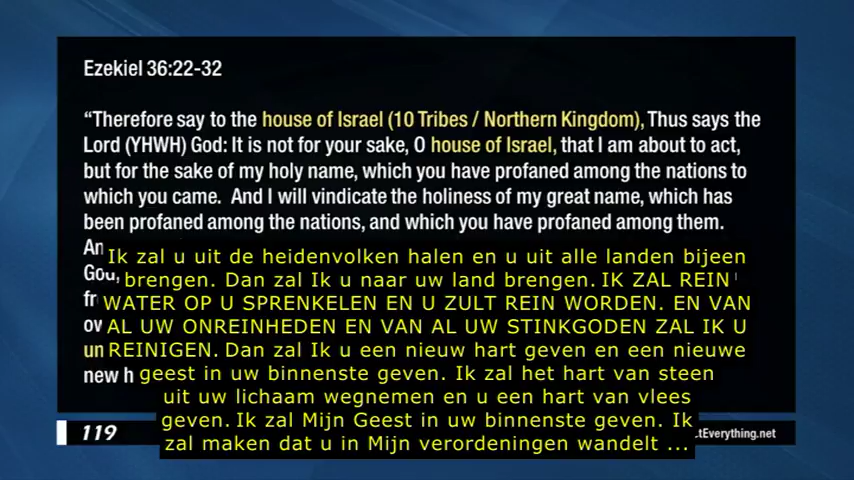 Ezekiel 36:22-32
“Therefore say to the house of Israel (10 Tribes / Northern Kingdom), Thus says the
Lord (YHWH) God: It is not for your sake, O house of Israel, that I am about to act,
but for the sake of my holy name, which you have profaned among the nations to
which you came. And I will vindicate the holiness of my great name, which has
been profaned among the nations, and which you have profaned among them.
Ik zal u uit de heidenvolken halen en u uit alle landen bijeen
brengen. Dan zal Ik u naar uw land brengen. IK ZAL REIN
WATER OP U SPRENKELEN EN U ZULT REIN WORDEN. EN VAN
AL UW ONREINHEDEN EN VAN AL UW STINKGODEN ZAL IK U
REINIGEN. Dan zal Ik u een nieuw hart geven en een nieuwe
new h geest in uw binnenste geven. Ik zal het hart van steen
uit uw lichaam wegnemen en u een hart van vlees
geven. Ik zal Mijn Geest in uw binnenste geven. Ik
zal maken dat u in Mijn verordeningen wandelt ...
119 tEverything.net